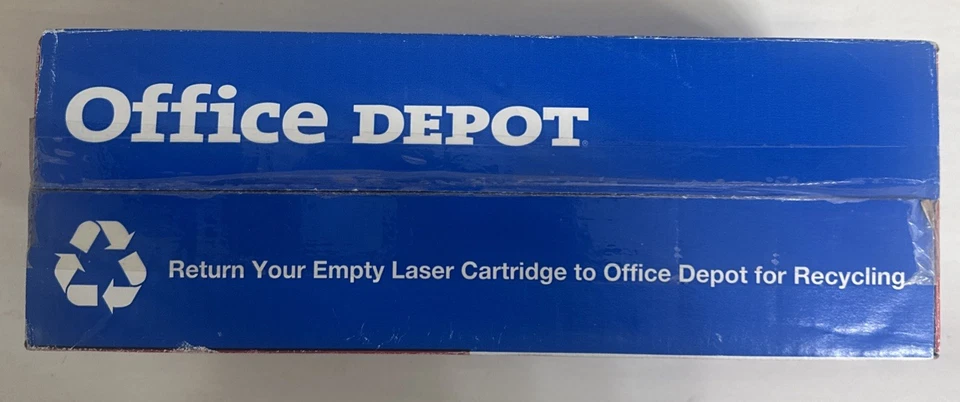 Office DEPOT
Return Your Empty Laser Cartridge to Office Depot for Recycling